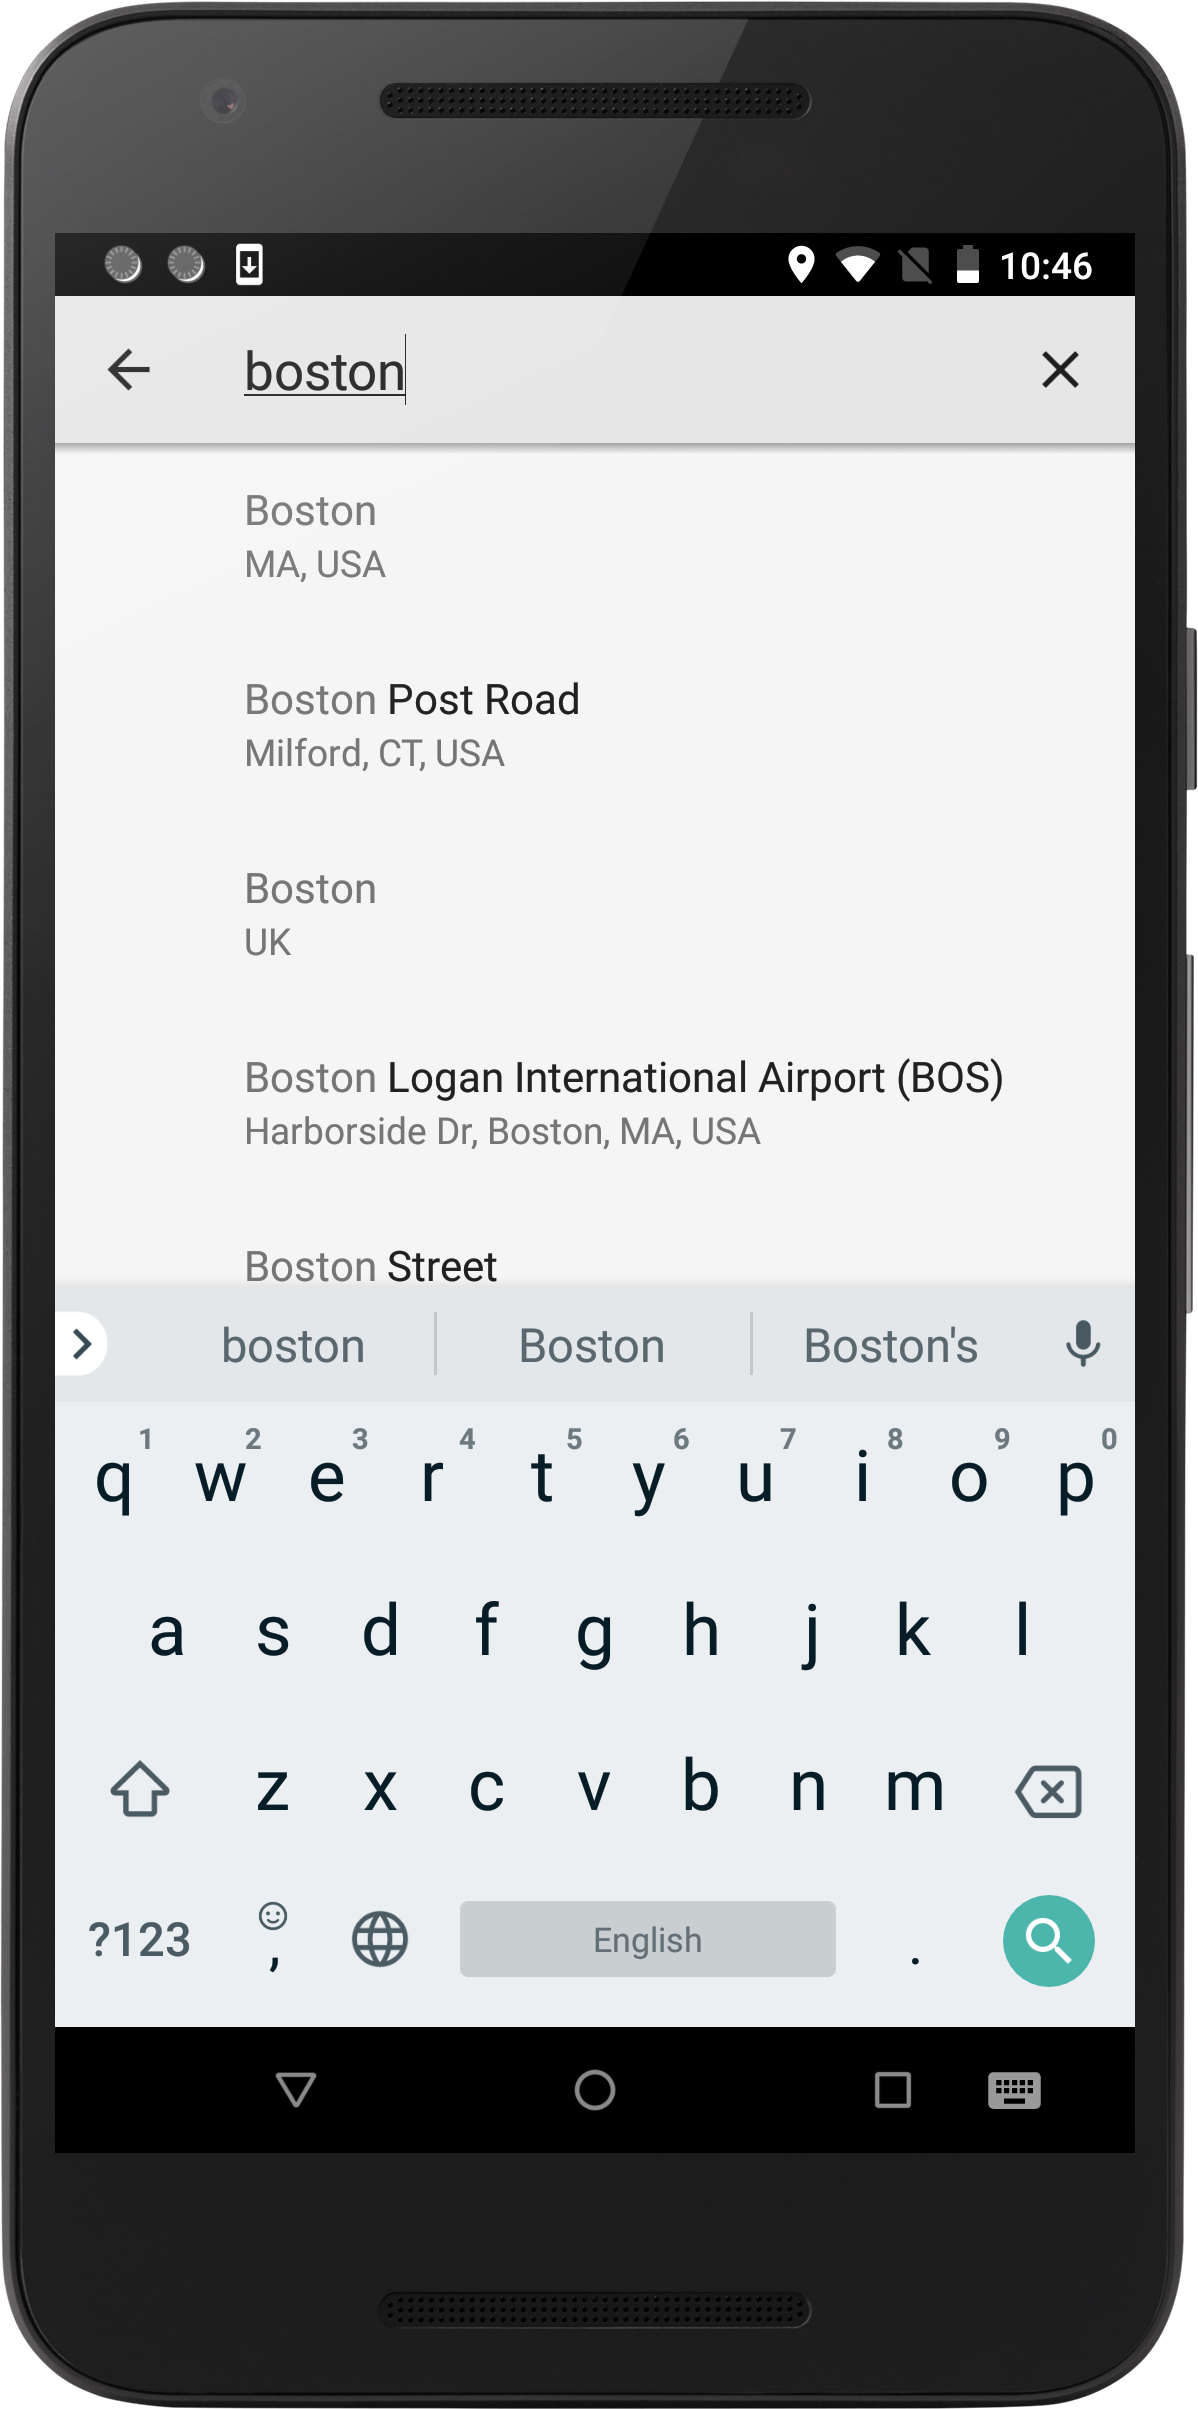 10:46
boston
Boston
MA, USA
Boston Post Road
Milford, CT, USA
Boston
UK
Boston Logan International Airport (BOS)
Harborside Dr, Boston, MA, USA
Boston Street
boston Boston Boston's
1 2 3 4 5 6 7 8 9 0
q w e r t y u i o p
a s d f g h j k l
z x c v b n m
?123 , English .